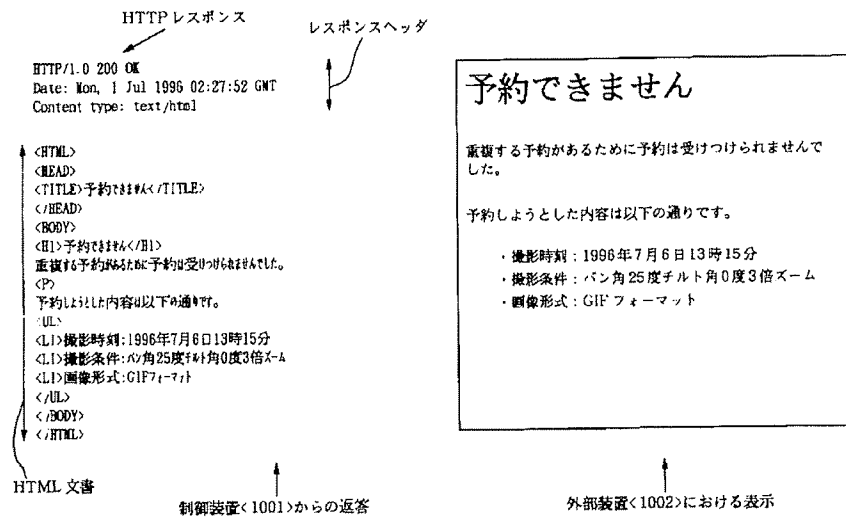 HTTPレスポンス
レスポンスヘッダ
HTTP/1.0 200 OK
Date: Mon, 1 Jul 1996 02:27:52 GMT
Content type: text/html
<HTML>
<HEAD>
<TITLE>予約できません</TITLE>
</HEAD>
<BODY>
<H1>予約できません</H1>
重複する予約があるために予約は受けつけられませんでした。
<P>
予約しようとした内容は以下の通りです。
<UL>
<LI>撮影時刻:1996年7月6日13時15分
<LI>撮影条件:パン角25度チルト角0度3倍ズーム
<LI>画像形式:GIFフォーマット
</UL>
</BODY>
</HTML>
HTML 文書
制御装置<1001>からの返答
予約できません
重複する予約があるために予約は受けつけられませんで
した。
予約しようとした内容は以下の通りです。
・撮影時刻：1996年7月6日13時15分
・撮影条件：パン角25度チルト角0度3倍ズーム
・画像形式：GIFフォーマット
外部装置<1002>における表示